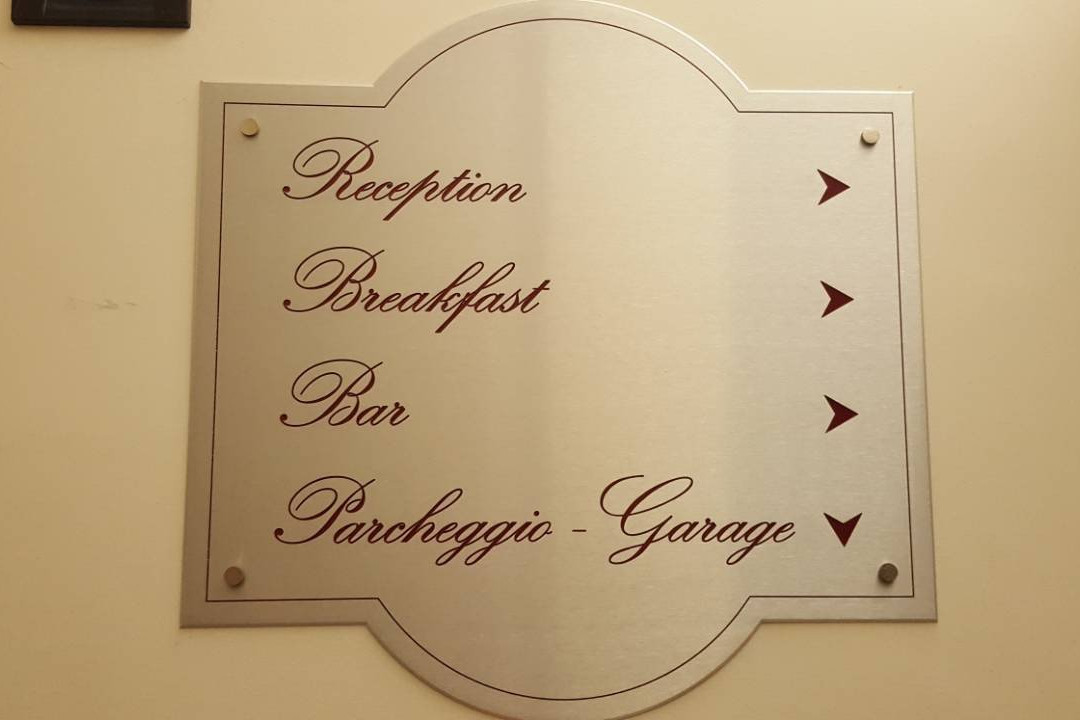 Reception
Breakfast
Bar
Parcheggio - Garage